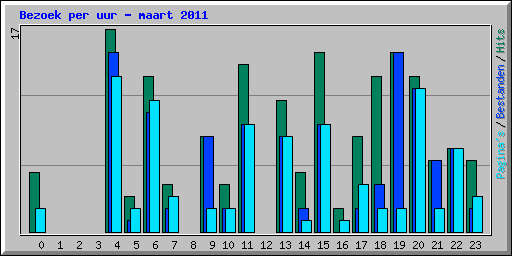 Bezoek per uur - maart 2011
17
Pagina's / Bestanden / Hits
0 1 2 3 4 5 6 7 8 9 10 11 12 13 14 15 16 17 18 19 20 21 22 23